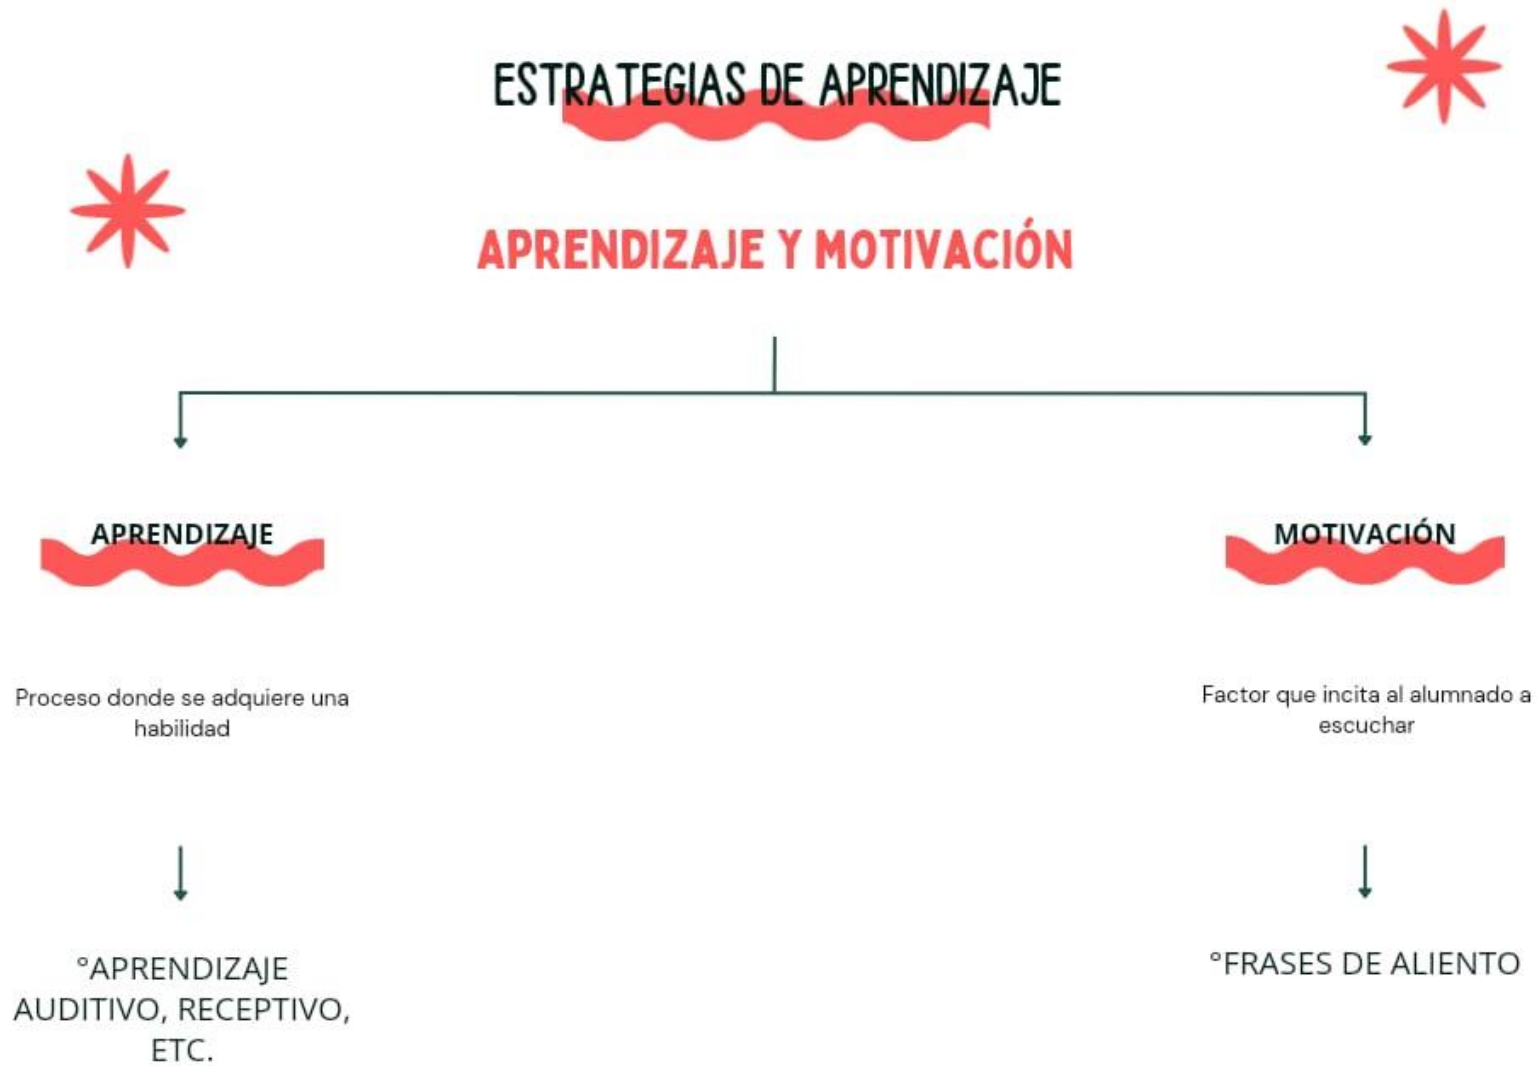 ESTRATEGIAS DE APRENDIZAJE
APRENDIZAJE Y MOTIVACIÓN
APRENDIZAJE
Proceso donde se adquiere una
habilidad
°APRENDIZAJE
AUDITIVO, RECEPTIVO,
ETC.
MOTIVACIÓN
Factor que incita al alumnado a
escuchar
°FRASES DE ALIENTO